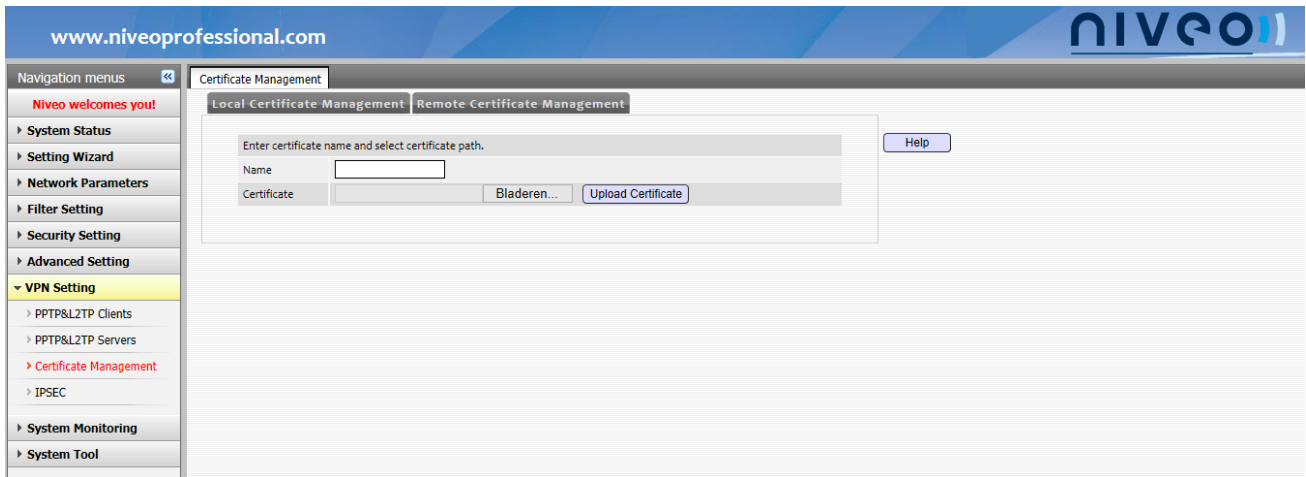 www.niveoprofessional.com
niveo
Navigation menus
Niveo welcomes you!
System Status
Setting Wizard
Network Parameters
Filter Setting
Security Setting
Advanced Setting
VPN Setting
PPTP&L2TP Clients
PPTP&L2TP Servers
Certificate Management
IPSEC
System Monitoring
System Tool
Certificate Management
Local Certificate Management Remote Certificate Management
Enter certificate name and select certificate path.
Name
Certificate Bladeren... Upload Certificate
Help